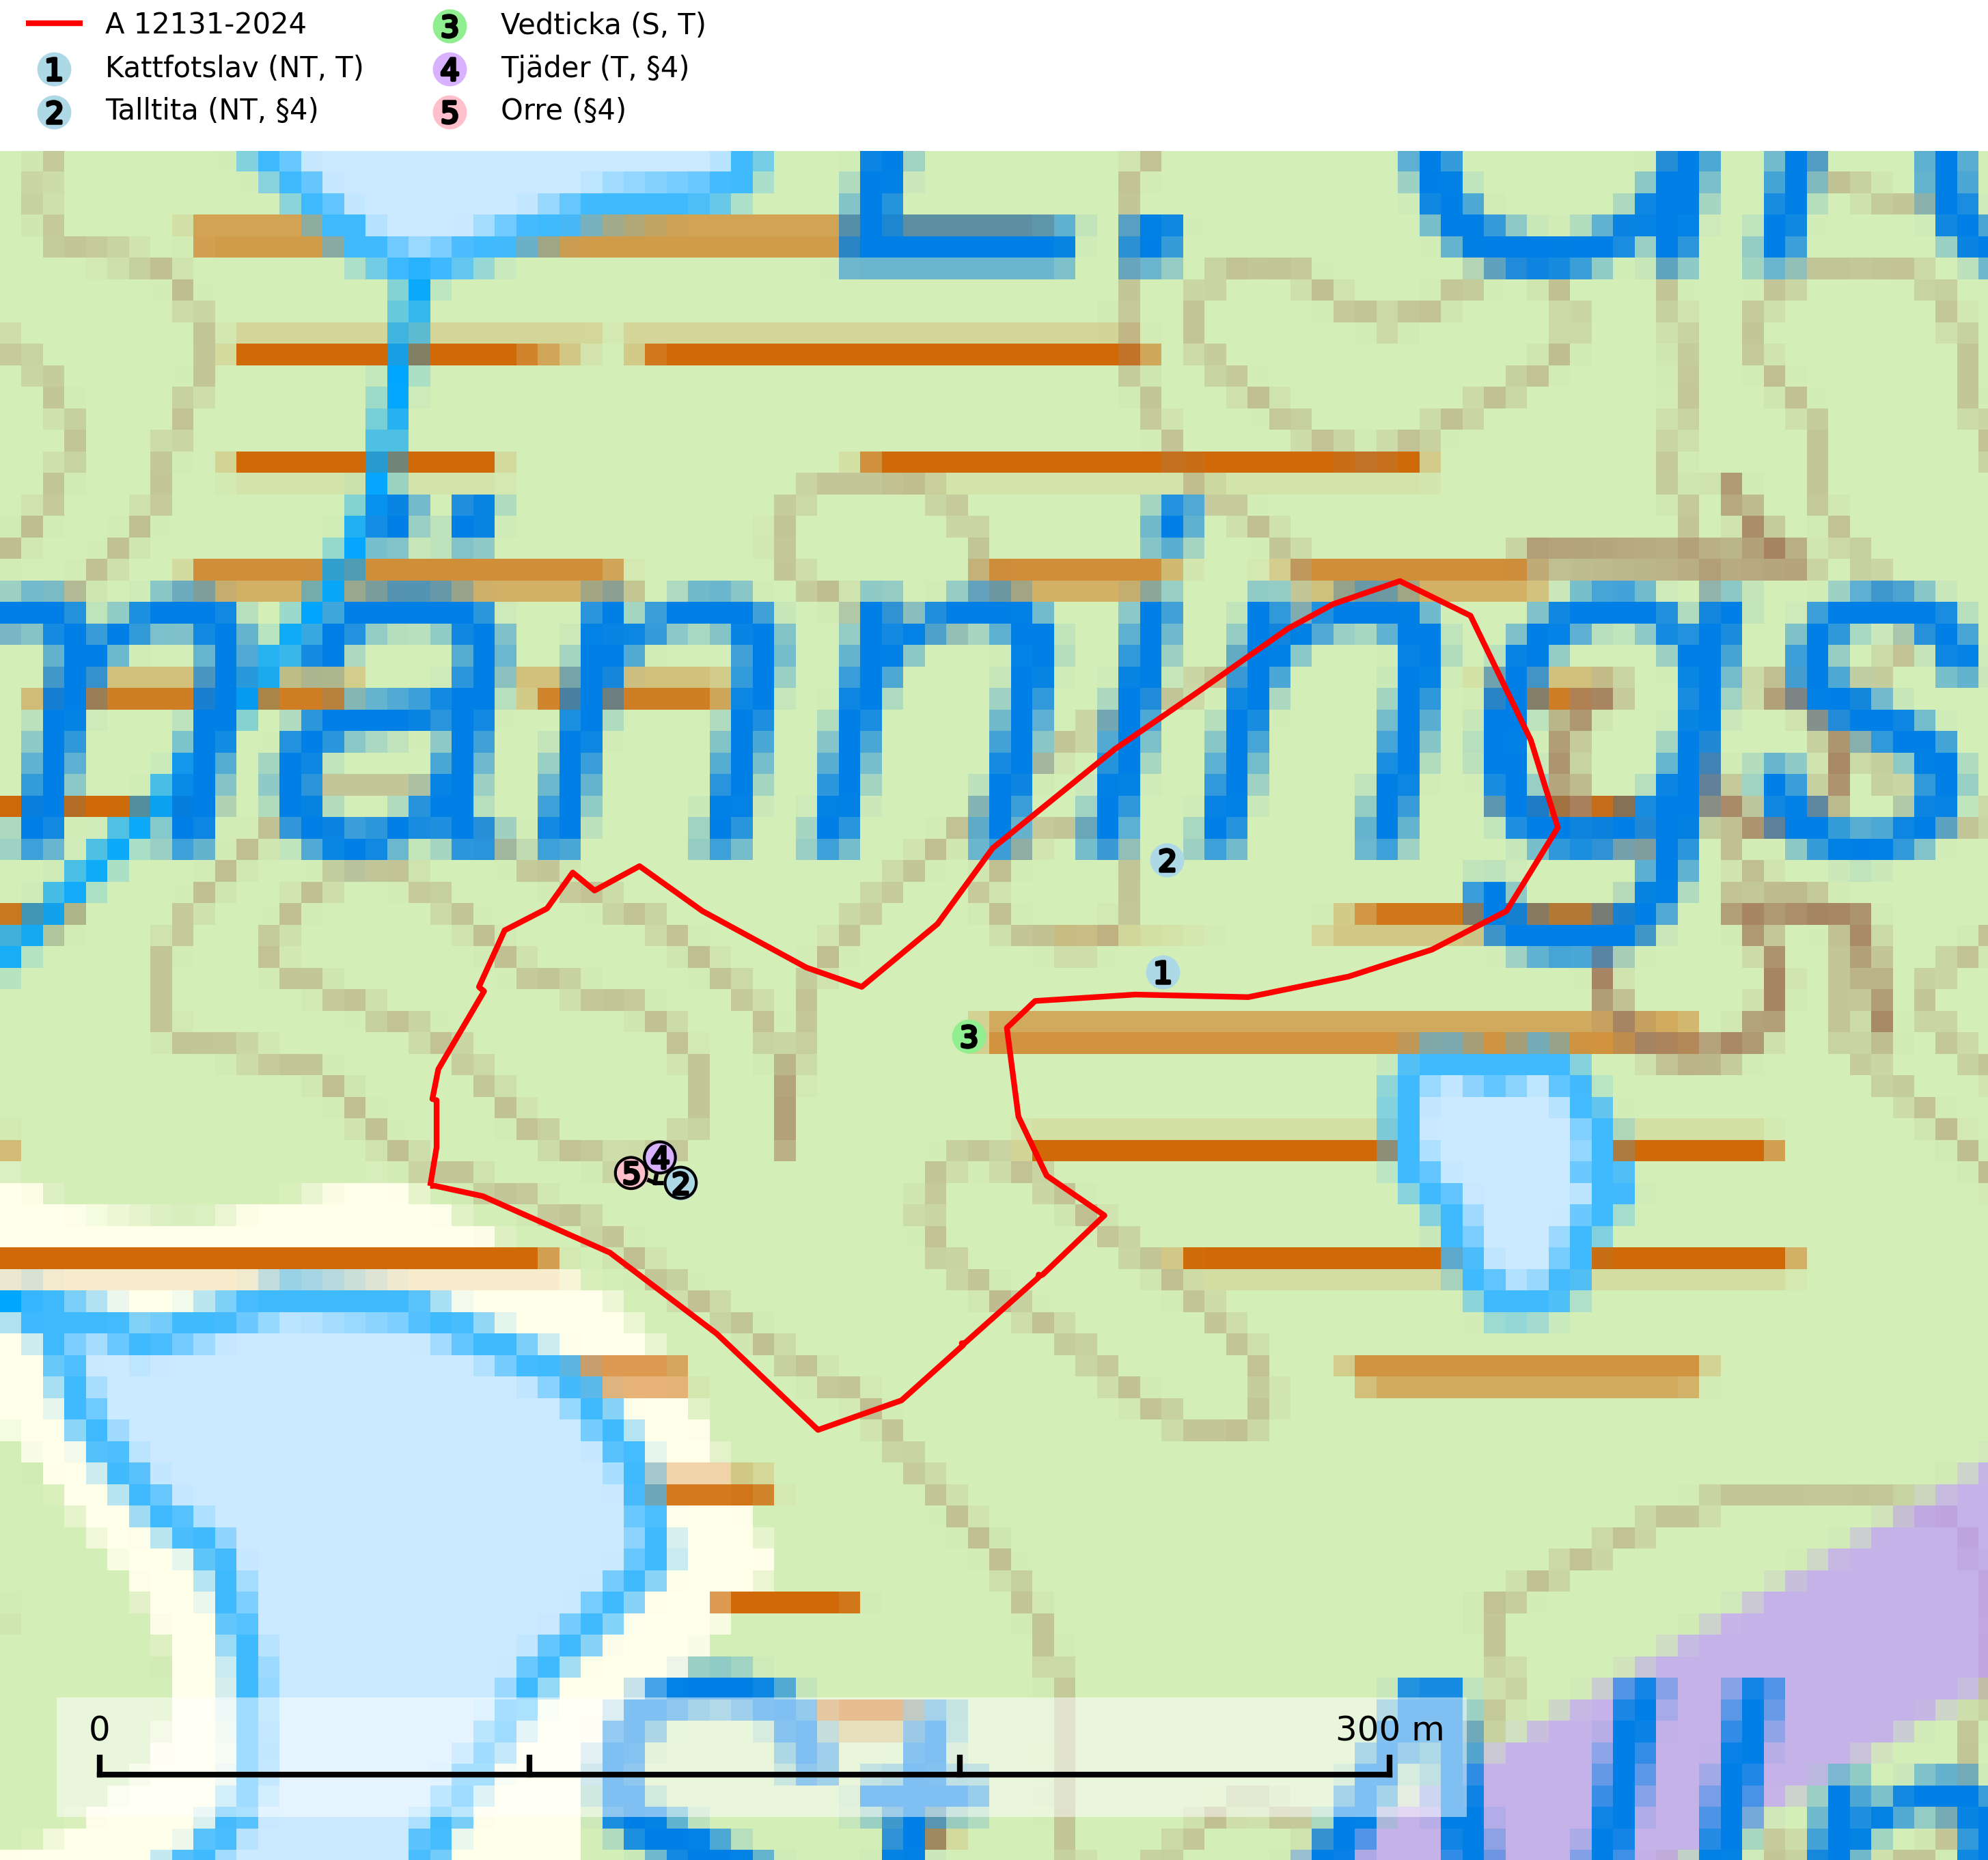 A 12131-2024
Kattfotslav (NT, T)
Talltita (NT, §4)
Vedticka (S, T)
Tjäder (T, §4)
Orre (§4)
1
2
3
4
5
2
1
3
4
5
2
0
300 m